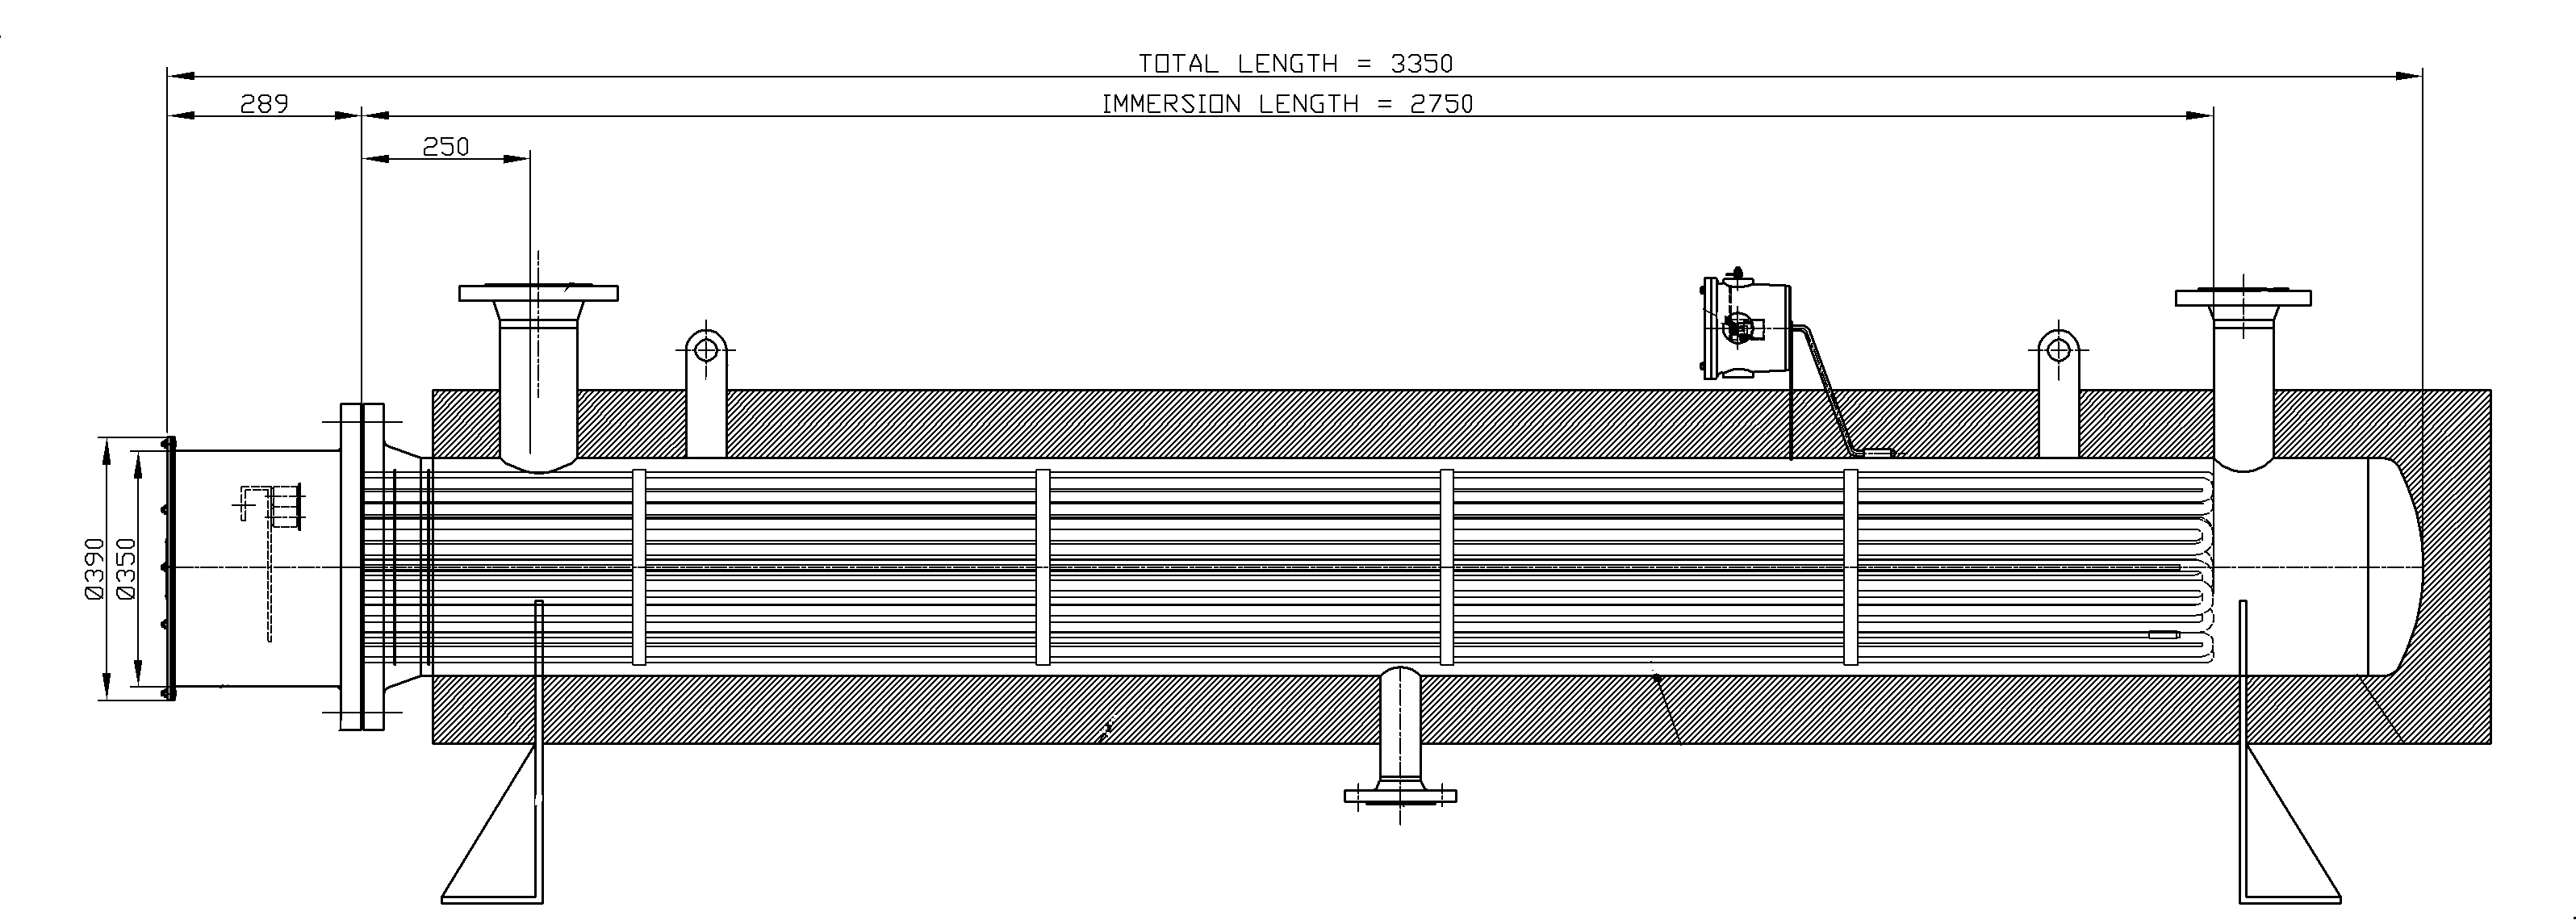 TOTAL LENGTH = 3350
289
IMMERSION LENGTH = 2750
250
Ø390
Ø350